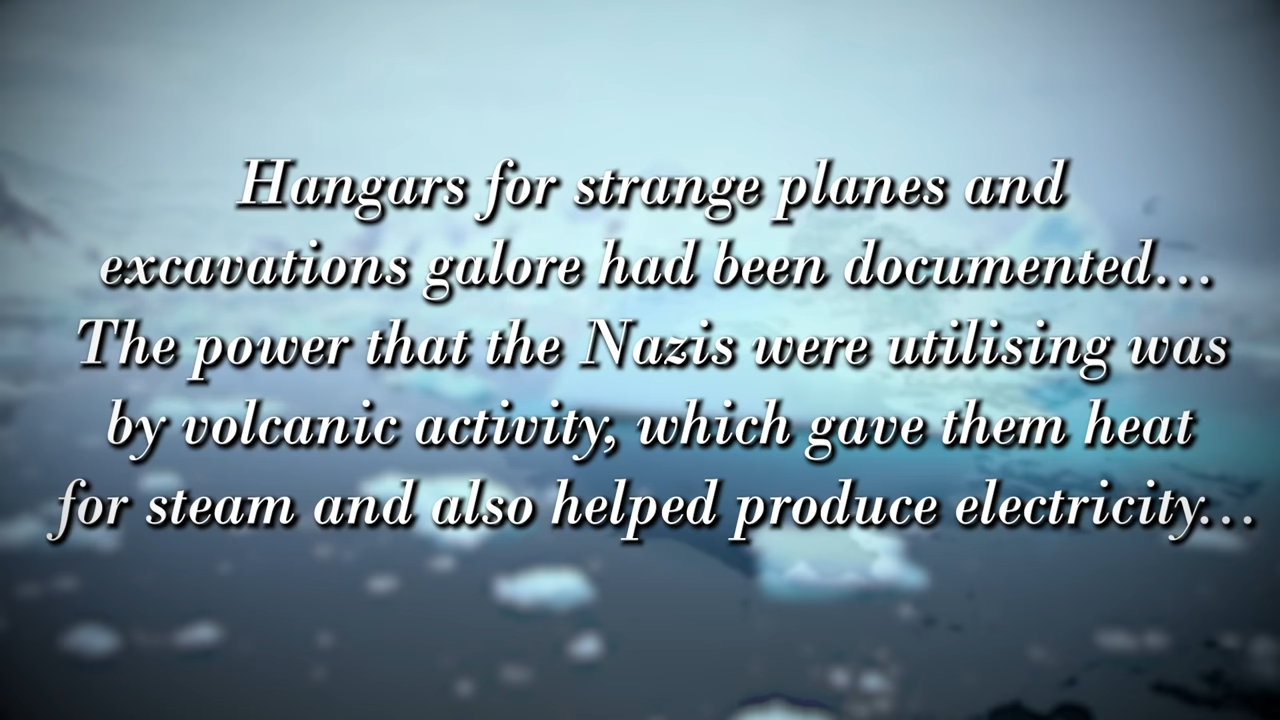 Hangars for strange planes and
excavations galore had been documented...
The power that the Nazis were utilising was
by volcanic activity, which gave them heat
for steam and also helped produce electricity...